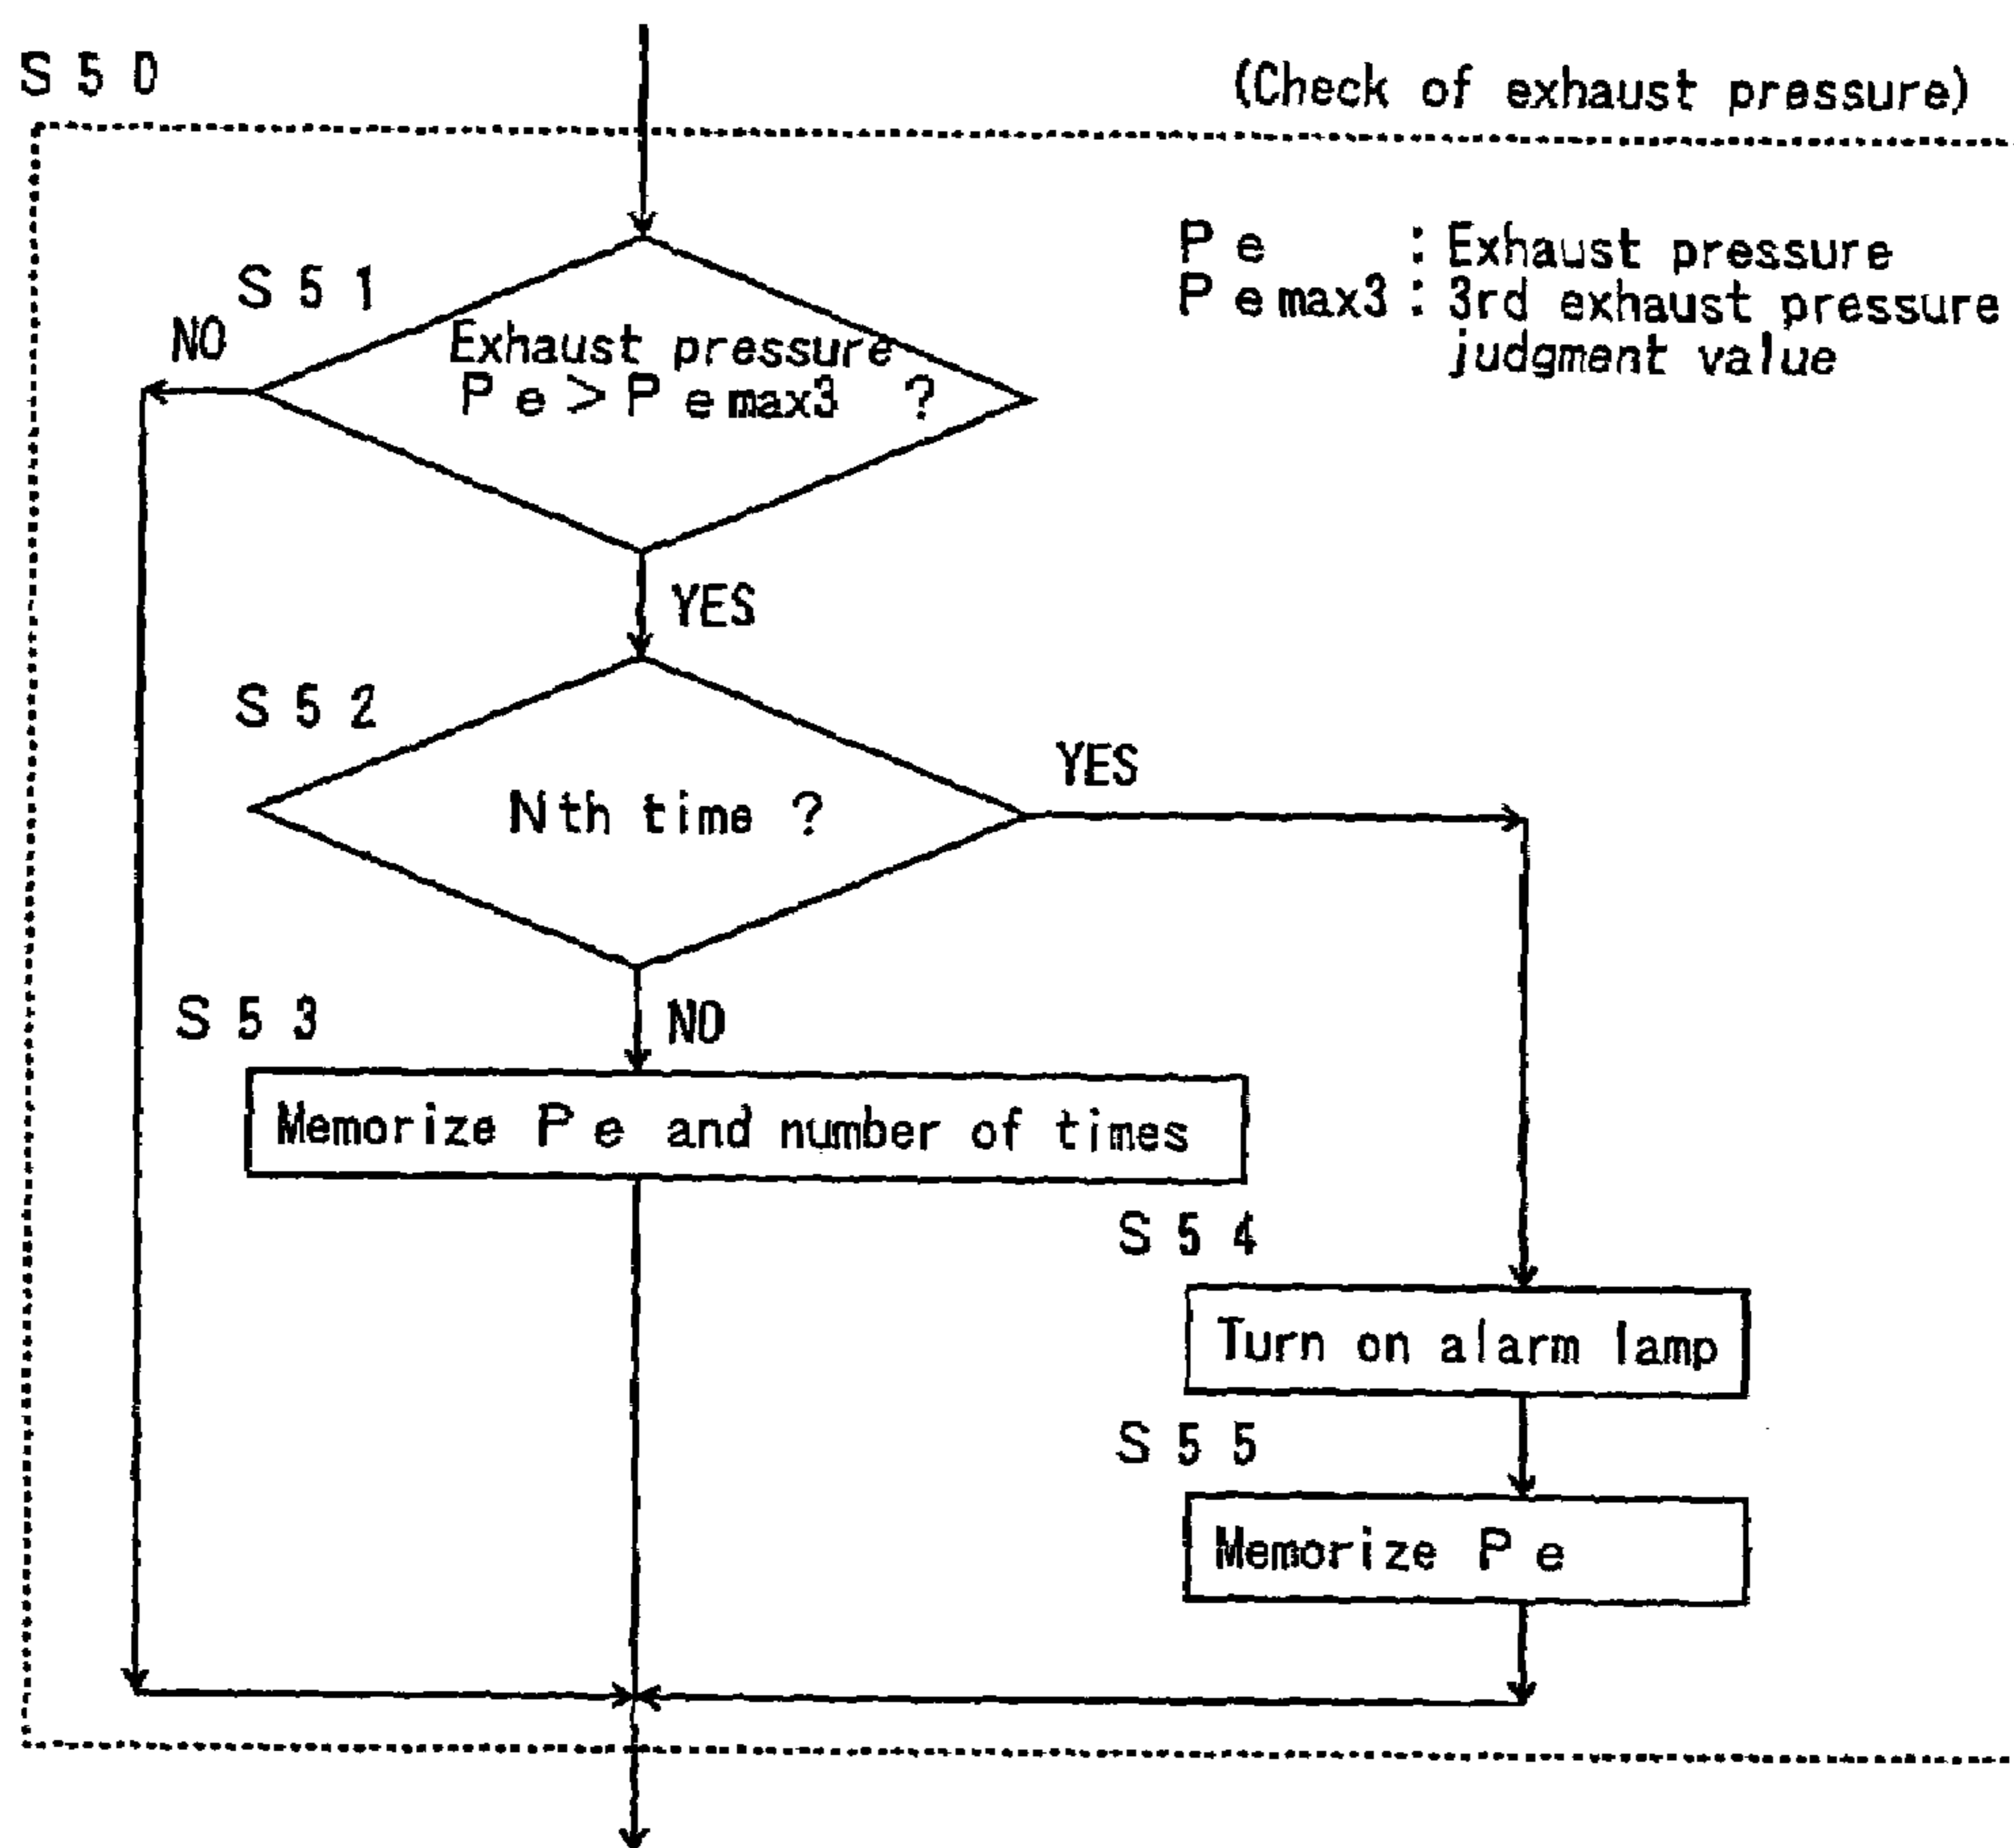 S50
(Check of exhaust pressure)
Pe : Exhaust pressure
Pemax3 : 3rd exhaust pressure
judgment value
S51
NO
Exhaust pressure
Pe>Pemax3 ?
YES
S52
Nth time ?
YES
S53
NO
Memorize Pe and number of times
S54
Turn on alarm lamp
S55
Memorize Pe